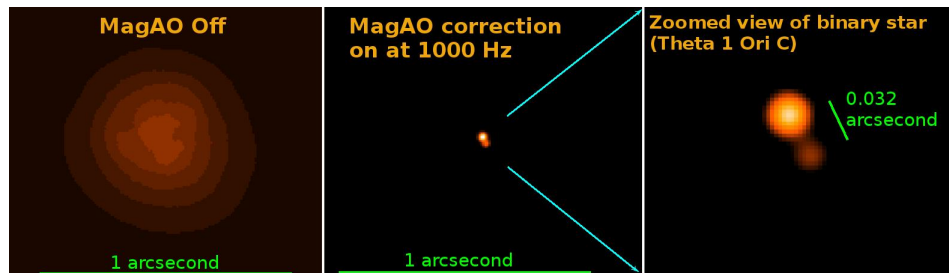 MagAO Off
1 arcsecond
MagAO correction
on at 1000 Hz
1 arcsecond
Zoomed view of binary star
(Theta 1 Ori C)
0.032
arcsecond